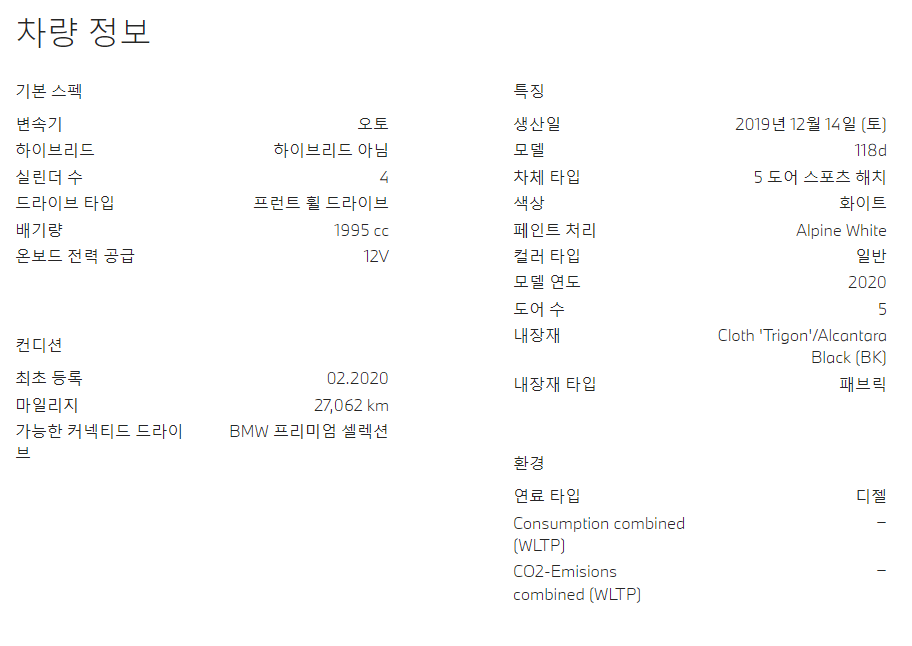 차량 정보
기본 스펙
변속기 오토
하이브리드 하이브리드 아님
실린더 수 4
드라이브 타입 프런트 휠 드라이브
배기량 1995 cc
온보드 전력 공급 12V
컨디션
최초 등록 02.2020
마일리지 27,062 km
가능한 커넥티드 드라이 BMW 프리미엄 셀렉션
브
특징
생산일 2019년 12월 14일 (토)
모델 118d
차체 타입 5 도어 스포츠 해치
색상 화이트
페인트 처리 Alpine White
컬러 타입 일반
모델 연도 2020
도어 수 5
내장재 Cloth 'Trigon'/Alcantara
Black (BK)
내장재 타입 패브릭
환경
연료 타입 디젤
Consumption combined –
(WLTP)
CO2-Emisions –
combined (WLTP)